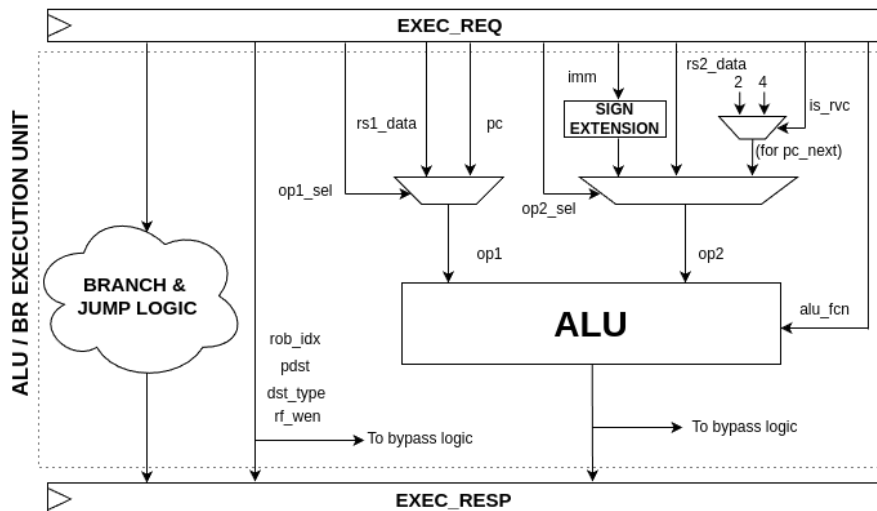 EXEC_REQ
ALU / BR EXECUTION UNIT
rs2_data
imm
2 4
is_rvc
SIGN
EXTENSION
rs1_data
pc
(for pc_next)
op1_sel
op2_sel
op1
op2
BRANCH &
JUMP LOGIC
ALU
alu_fcn
rob_idx
pdst
dst_type
rf_wen
To bypass logic
To bypass logic
EXEC_RESP